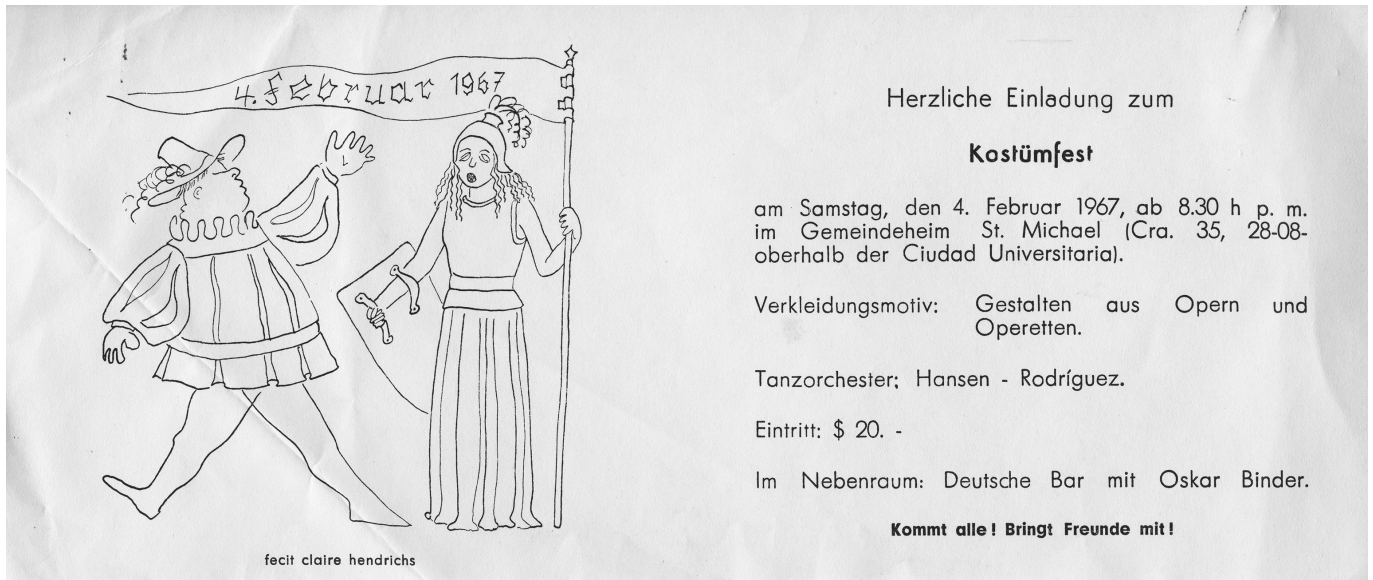 4. Februar 1967
fecit claire hendrichs
Herzliche Einladung zum
Kostümfest
am Samstag, den 4. Februar 1967, ab 8.30 h p. m.
im Gemeindeheim St. Michael (Cra. 35, 28-08-
oberhalb der Ciudad Universitaria).
Verkleidungsmotiv: Gestalten aus Opern und
Operetten.
Tanzorchester; Hansen - Rodríguez.
Eintritt: $ 20. -
Im Nebenraum: Deutsche Bar mit Oskar Binder.
Kommt alle! Bringt Freunde mit!